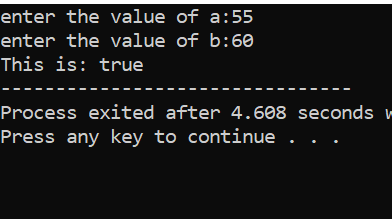 enter the value of a:55
enter the value of b:60
This is: true
--------------------------------
Process exited after 4.608 seconds
Press any key to continue . . .